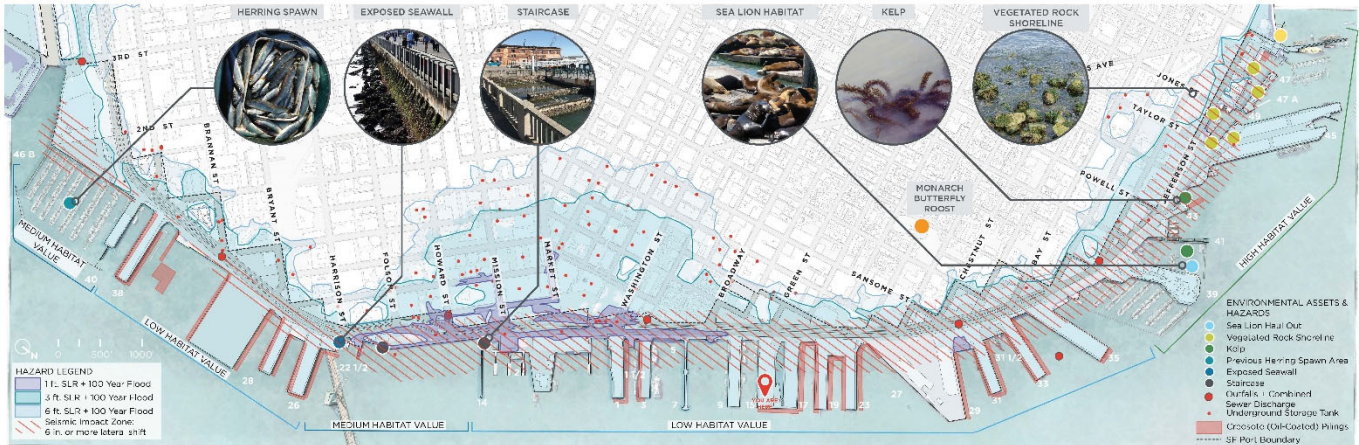 HERRING SPAWN
EXPOSED SEAWALL
STAIRCASE
SEA LION HABITAT
KELP
VEGETATED ROCK
SHORELINE
3RD ST
2ND ST
BRANNAN ST
BRYANT ST
HARRISON ST
FOLSOM ST
HOWARD ST
MISSION ST
MARKET ST
WASHINGTON ST
BROADWAY
GREEN ST
SANSOME ST
CHESTNUT ST
BAY ST
POWELL ST
TAYLOR ST
JEFFERSON ST
JONES
S AVE
MONARCH
BUTTERFLY
ROOST
46 B
40
38
28
26
22 1/2
14
1
3
5
7
9
15
17
19
23
27
29
31
31 1/2
33
35
39
41
45
47
47 A
MEDIUM HABITAT
VALUE
LOW HABITAT VALUE
MEDIUM HABITAT VALUE
LOW HABITAT VALUE
HIGH HABITAT VALUE
YOU ARE
N
0 500' 1000'
HAZARD LEGEND
1 ft. SLR + 100 Year Flood
3 ft. SLR + 100 Year Flood
6 ft. SLR + 100 Year Flood
Seismic Impact Zone:
6 in. or more lateral shift
ENVIRONMENTAL ASSETS &
HAZARDS
Sea Lion Haul Out
Vegetated Rock Shoreline
Kelp
Previous Herring Spawn Area
Exposed Seawall
Staircase
Outfalls + Combined
Sewer Discharge
Underground Storage Tank
Creosote (Oil-Coated) Pilings
SF Port Boundary